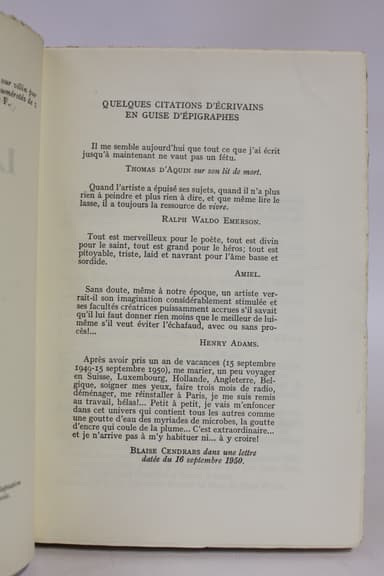 sur vélin pur
numérotés de 1
F.
L
QUELQUES CITATIONS D'ÉCRIVAINS
EN GUISE D'ÉPIGRAPHES
Il me semble aujourd'hui que tout ce que j'ai écrit
jusqu'à maintenant ne vaut pas un fétu.
THOMAS D'AQUIN sur son lit de mort.
Quand l'artiste a épuisé ses sujets, quand il n'a plus
rien à peindre et plus rien à dire, et que même lire le
lasse, il a toujours la ressource de vivre.
RALPH WALDO EMERSON.
Tout est merveilleux pour le poète, tout est divin
pour le saint, tout est grand pour le héros; tout est
pitoyable, triste, laid et navrant pour l'âme basse et
sordide.
AMIEL.
Sans doute, même à notre époque, un artiste ver-
rait-il son imagination considérablement stimulée et
ses facultés créatrices puissamment accrues s'il savait
qu'il lui faut donner rien moins que le meilleur de lui-
même s'il veut éviter l'échafaud, avec ou sans pro-
cès!...
HENRY ADAMS.
Après avoir pris un an de vacances (15 septembre
1949-15 septembre 1950), me marier, un peu voyager
en Suisse, Luxembourg, Hollande, Angleterre, Bel-
gique, soigner mes yeux, faire trois mois de radio,
déménager, me réinstaller à Paris, je me suis remis
au travail, hélas!... Petit à petit, je vais m'enfoncer
dans cet univers qui contient tous les autres comme
une goutte d'eau des myriades de microbes, la goutte
d'encre qui coule de la plume... C'est extraordinaire...
et je n'arrive pas à m'y habituer ni... à y croire!
BLAISE CENDRARS dans une lettre
datée du 16 septembre 1950.